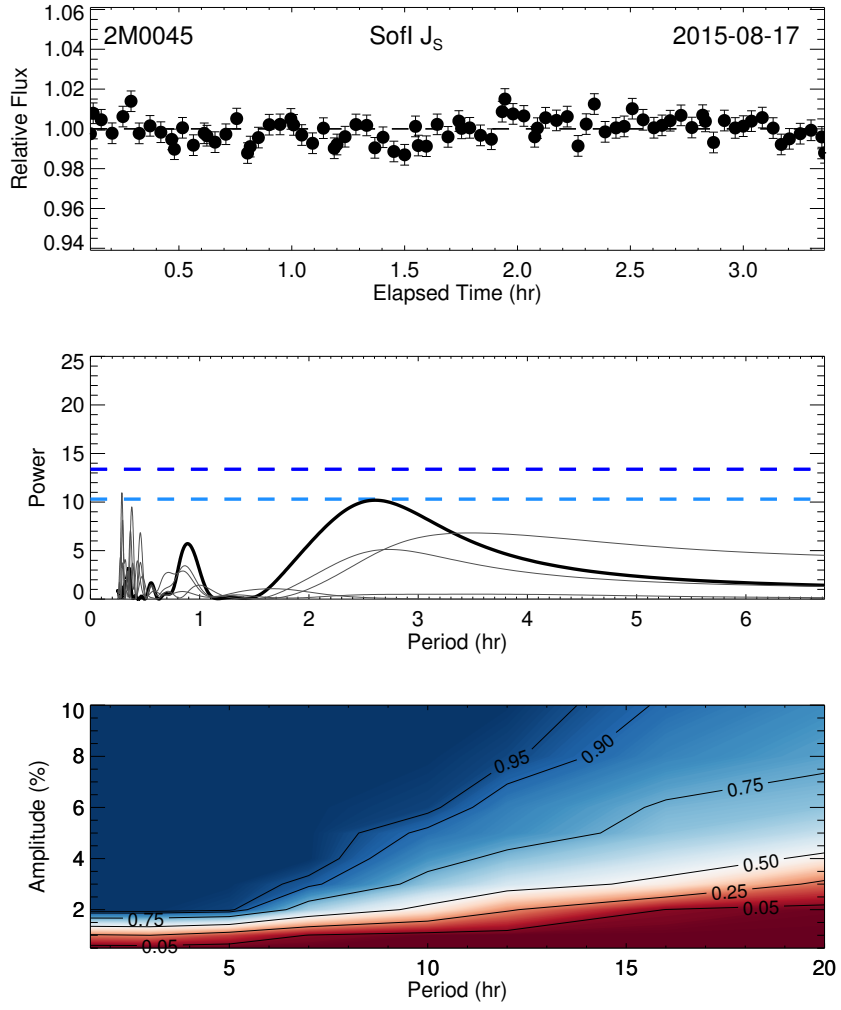 1.06
2M0045 SofI J_S 2015-08-17
1.04
1.02
1.00
0.98
0.96
0.94
Relative Flux
0.5 1.0 1.5 2.0 2.5 3.0
Elapsed Time (hr)
25
20
15
10
5
0
Power
0 1 2 3 4 5 6
Period (hr)
10
8
6
4
2
Amplitude (%)
0.95 0.90
0.75
0.50
0.75 0.25
0.05
0.05
5 10 15 20
Period (hr)